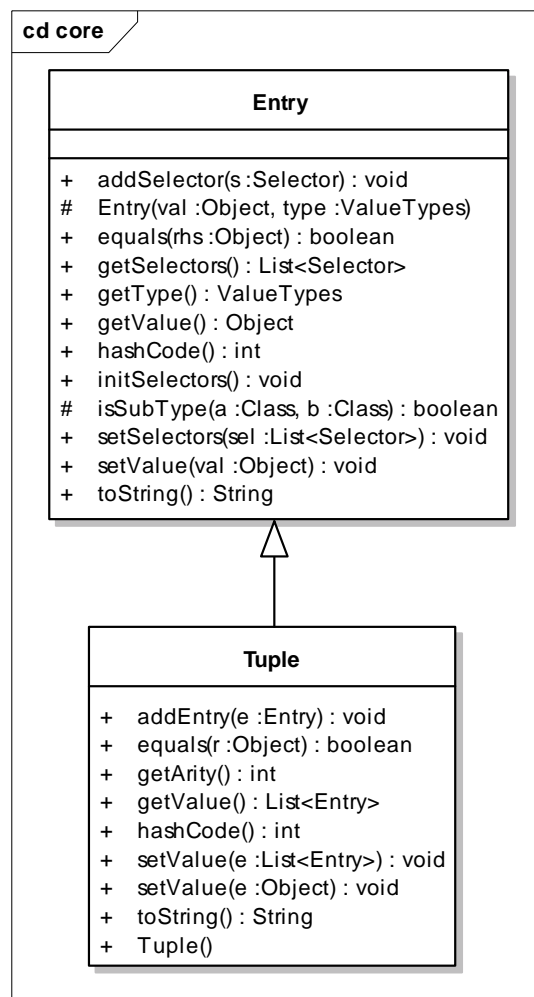 cd core
Entry
+ addSelector(s :Selector) : void
# Entry(val :Object, type :ValueTypes)
+ equals(rhs :Object) : boolean
+ getSelectors() : List<Selector>
+ getType() : ValueTypes
+ getValue() : Object
+ hashCode() : int
+ initSelectors() : void
# isSubType(a :Class, b :Class) : boolean
+ setSelectors(sel :List<Selector>) : void
+ setValue(val :Object) : void
+ toString() : String
Tuple
+ addEntry(e :Entry) : void
+ equals(r :Object) : boolean
+ getArity() : int
+ getValue() : List<Entry>
+ hashCode() : int
+ setValue(e :List<Entry>) : void
+ setValue(e :Object) : void
+ toString() : String
+ Tuple()